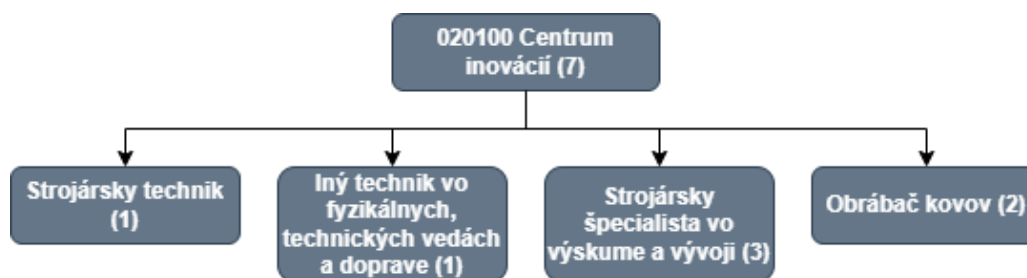 020100 Centrum
inovácií (7)
Strojársky technik
(1)
Iný technik vo
fyzikálnych,
technických vedách
a doprave (1)
Strojársky
špecialista vo
výskume a vývoji (3)
Obrábač kovov (2)